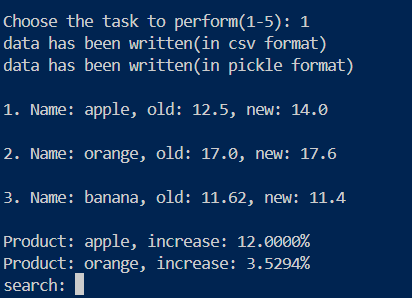 Choose the task to perform(1-5): 1
data has been written(in csv format)
data has been written(in pickle format)
1. Name: apple, old: 12.5, new: 14.0
2. Name: orange, old: 17.0, new: 17.6
3. Name: banana, old: 11.62, new: 11.4
Product: apple, increase: 12.0000%
Product: orange, increase: 3.5294%
search: